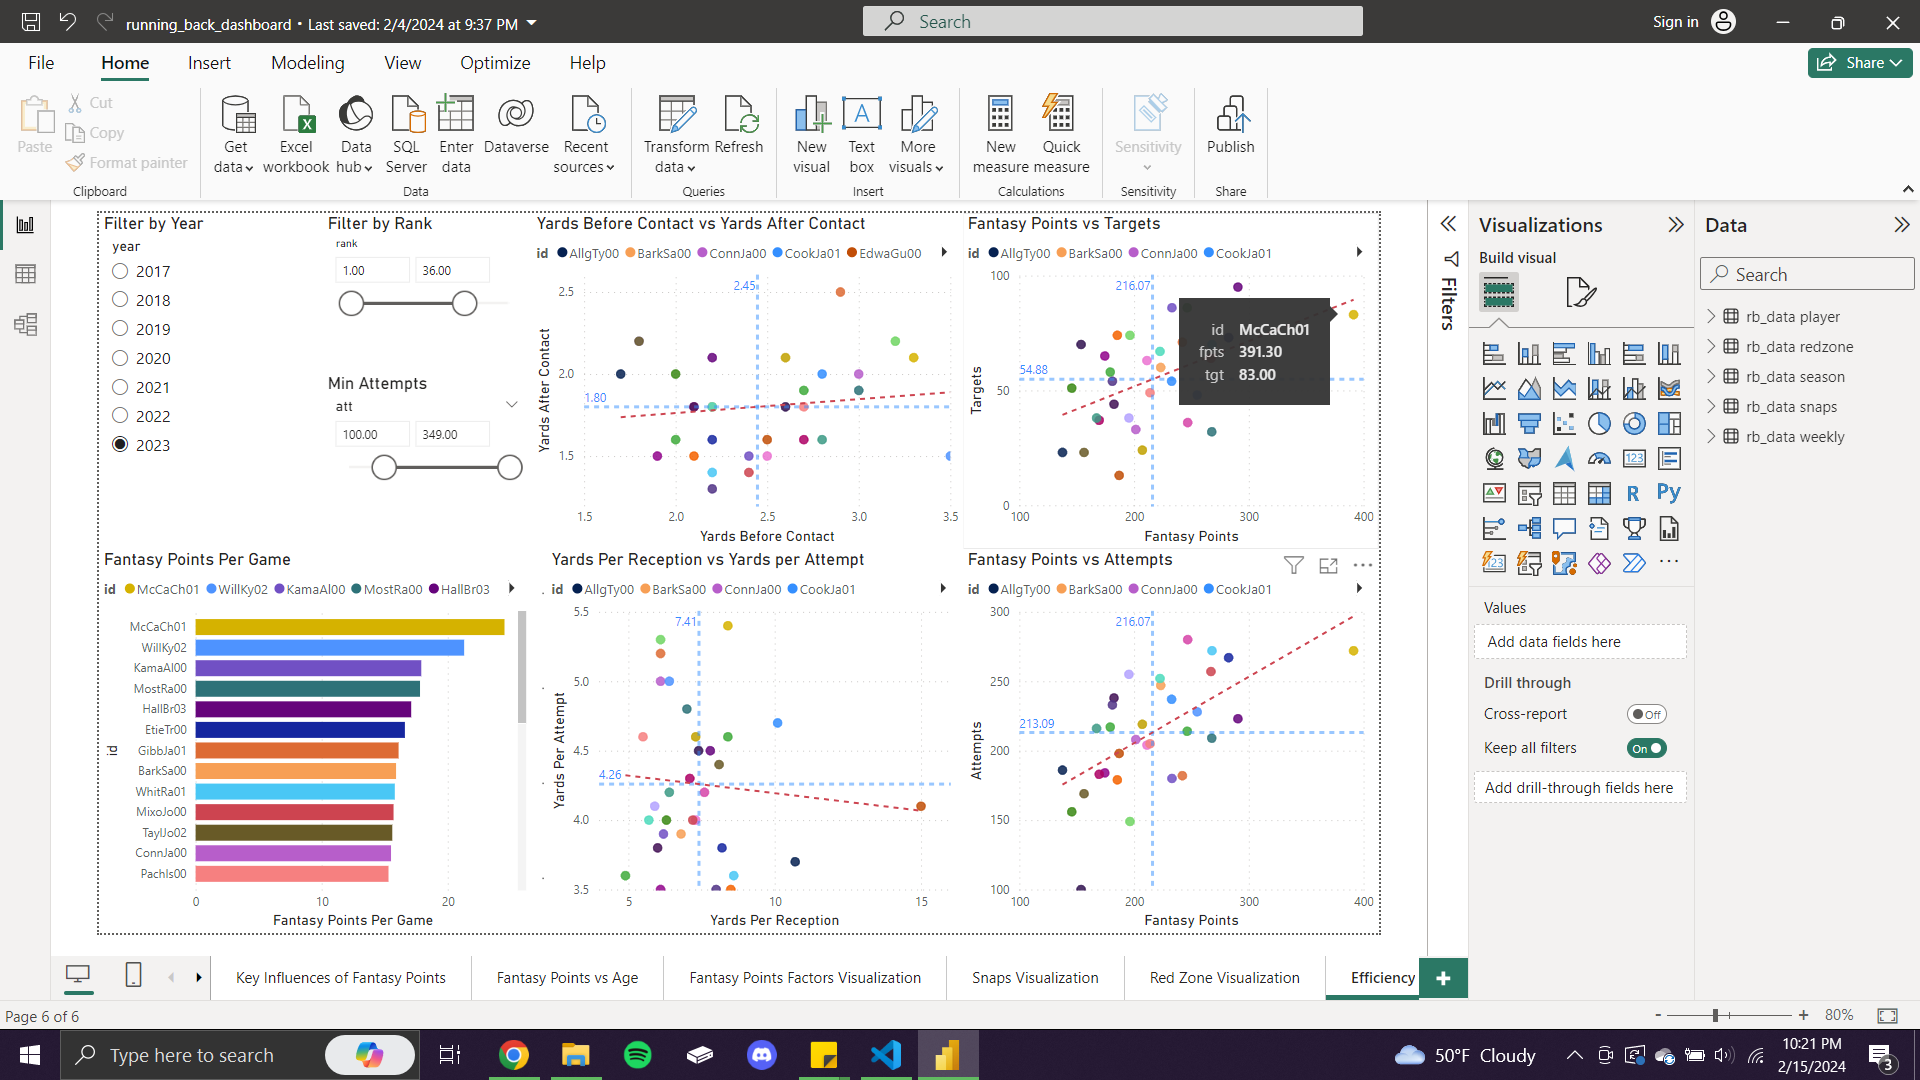 running_back_dashboard • Last saved: 2/4/2024 at 9:37 PM
Search
Sign in
File Home Insert Modeling View Optimize Help
Share
Paste
Cut
Copy
Format painter
Clipboard
Get data
Excel workbook
Data hub
SQL Server
Enter data
Dataverse
Recent sources
Data
Transform data
Refresh
Queries
New visual
Text box
More visuals
Insert
New measure
Quick measure
Calculations
Sensitivity
Sensitivity
Publish
Share
Filter by Year
year
2017
2018
2019
2020
2021
2022
2023
Filter by Rank
rank
1.00 36.00
Min Attempts
att
100.00 349.00
Yards Before Contact vs Yards After Contact
id AllgTy00 BarkSa00 ConnJa00 CookJa01 EdwaGu00
2.45
1.80
2.5
2.0
1.5
Yards After Contact
1.5 2.0 2.5 3.0 3.5
Yards Before Contact
Fantasy Points vs Targets
id AllgTy00 BarkSa00 ConnJa00 CookJa01
216.07
54.88
100
50
0
Targets
id McCaCh01
fpts 391.30
tgt 83.00
100 200 300 400
Fantasy Points
Fantasy Points Per Game
id McCaCh01 WillKy02 KamaAl00 MostRa00 HallBr03
McCaCh01
WillKy02
KamaAl00
MostRa00
HallBr03
EtieTr00
GibbJa01
BarkSa00
WhitRa01
MixoJo00
TaylJo02
ConnJa00
PachIs00
id
0 10 20
Fantasy Points Per Game
Yards Per Reception vs Yards per Attempt
id AllgTy00 BarkSa00 ConnJa00 CookJa01
7.41
4.26
5.5
5.0
4.5
4.0
3.5
Yards Per Attempt
5 10 15
Yards Per Reception
Fantasy Points vs Attempts
id AllgTy00 BarkSa00 ConnJa00 CookJa01
216.07
213.09
300
250
200
150
100
Attempts
100 200 300 400
Fantasy Points
Filters
Visualizations
Build visual
R
Py
123
123
Values
Add data fields here
Drill through
Cross-report Off
Keep all filters On
Add drill-through fields here
Data
Search
rb_data player
rb_data redzone
rb_data season
rb_data snaps
rb_data weekly
Key Influences of Fantasy Points
Fantasy Points vs Age
Fantasy Points Factors Visualization
Snaps Visualization
Red Zone Visualization
Efficiency
Page 6 of 6
- + 80%
Type here to search
50°F Cloudy
10:21 PM
2/15/2024
3